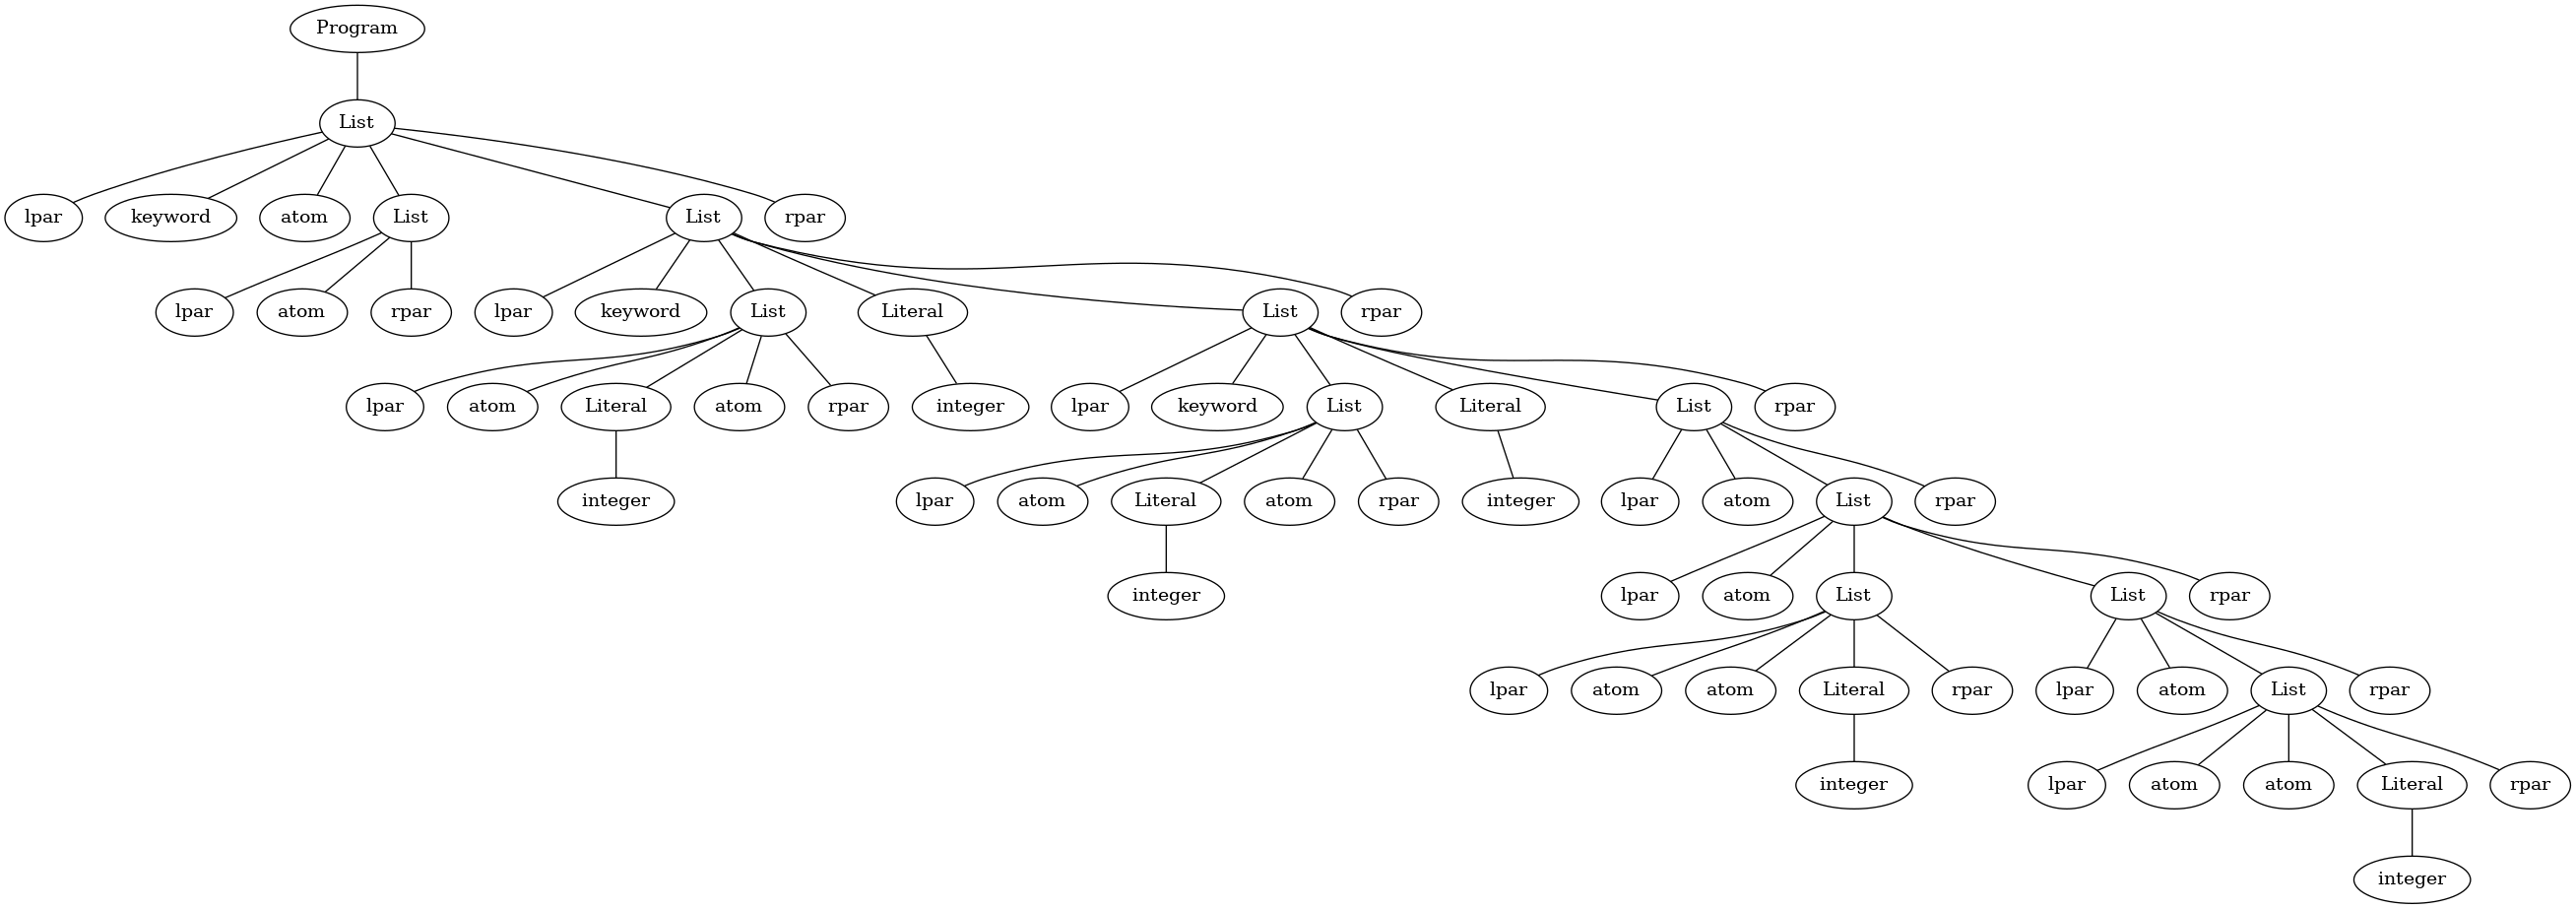 Program
List
lpar keyword atom List List rpar
lpar atom rpar lpar keyword List Literal List rpar
lpar atom Literal atom rpar integer lpar keyword List Literal List rpar
integer lpar atom Literal atom rpar integer lpar atom List rpar
integer lpar atom List List rpar
lpar atom atom Literal rpar lpar atom List rpar
integer lpar atom atom Literal rpar
integer